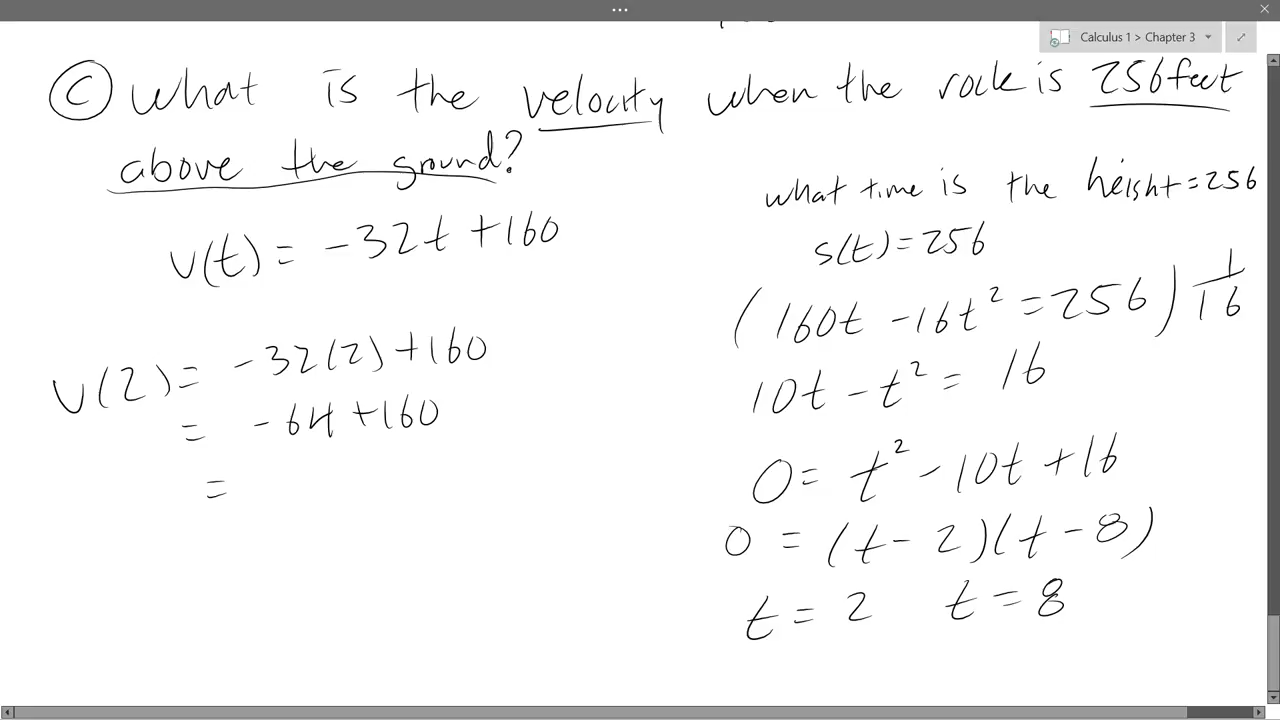 Calculus 1 > Chapter 3
(c) What is the velocity when the rock is 256 feet
above the ground?
v(t) = -32t + 160
v(2) = -32(2) + 160
= -64 + 160
=
what time is the height = 256
s(t) = 256
(160t - 16t² = 256) 1/16
10t - t² = 16
0 = t² - 10t + 16
0 = (t - 2)(t - 8)
t = 2 t = 8